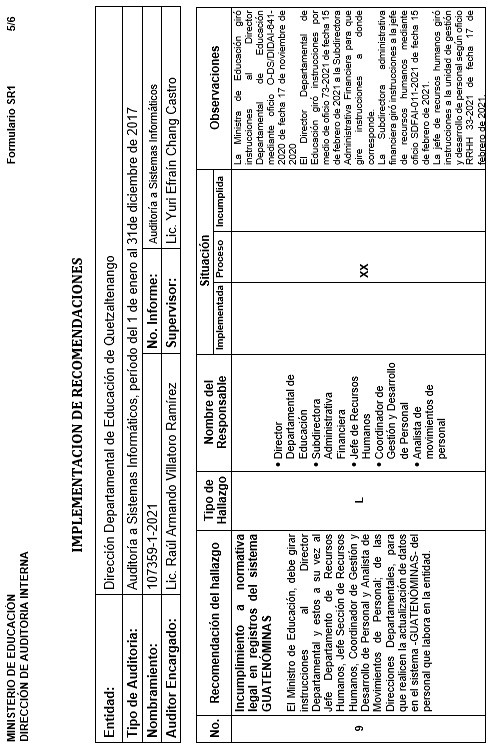 MINISTERIO DE EDUCACIÓN
DIRECCIÓN DE AUDITORIA INTERNA
Formulario SR1
5/6
IMPLEMENTACION DE RECOMENDACIONES
Entidad: Dirección Departamental de Educación de Quetzaltenango
Tipo de Auditoria: Auditoría a Sistemas Informáticos, período del 1 de enero al 31de diciembre de 2017
Nombramiento: 107359-1-2021 No. Informe: Auditoría a Sistemas Informáticos
Auditor Encargado: Lic. Raúl Armando Villatoro Ramírez Supervisor: Lic. Yuri Efraín Chang Castro
No. Recomendación del hallazgo
Tipo de
Hallazgo
Nombre del
Responsable
Situación
Implementada Proceso Incumplida
Observaciones
9
Incumplimiento a normativa
legal en registros del sistema
GUATENOMINAS
El Ministro de Educación, debe girar
instrucciones al Director
Departamental y estos a su vez al
Jefe Departamento de Recursos
Humanos, Jefe Sección de Recursos
Humanos, Coordinador de Gestión y
Desarrollo de Personal y Analista de
Movimientos de Personal; de las
Direcciones Departamentales, para
que realicen la actualización de datos
en el sistema -GUATENOMINAS- del
personal que labora en la entidad.
L
• Director
Departamental de
Educación
• Subdirectora
Administrativa
Financiera
• Jefe de Recursos
Humanos
• Coordinador de
Gestión y Desarrollo
de Personal
• Analista de
movimientos de
personal
XX
La Ministra de Educación giró
instrucciones al Director
Departamental de Educación
mediante oficio O-DS/DIDAI-641-
2020 de fecha 17 de noviembre de
2020
El Director Departamental de
Educación giró instrucciones por
medio de oficio 73-2021 de fecha 15
de febrero de 2021 a la Subdirectora
Administrativa Financiera para que
gire instrucciones a donde
corresponde.
La Subdirectora administrativa
financiera giró instrucciones a la jefe
de recursos humanos mediante
oficio SDFAI-011-2021 de fecha 15
de febrero de 2021.
La jefe de recursos humanos giró
instrucciones a la unidad de gestión
y desarrollo de personal según oficio
RRHH 33-2021 de fecha 17 de
febrero de 2021.